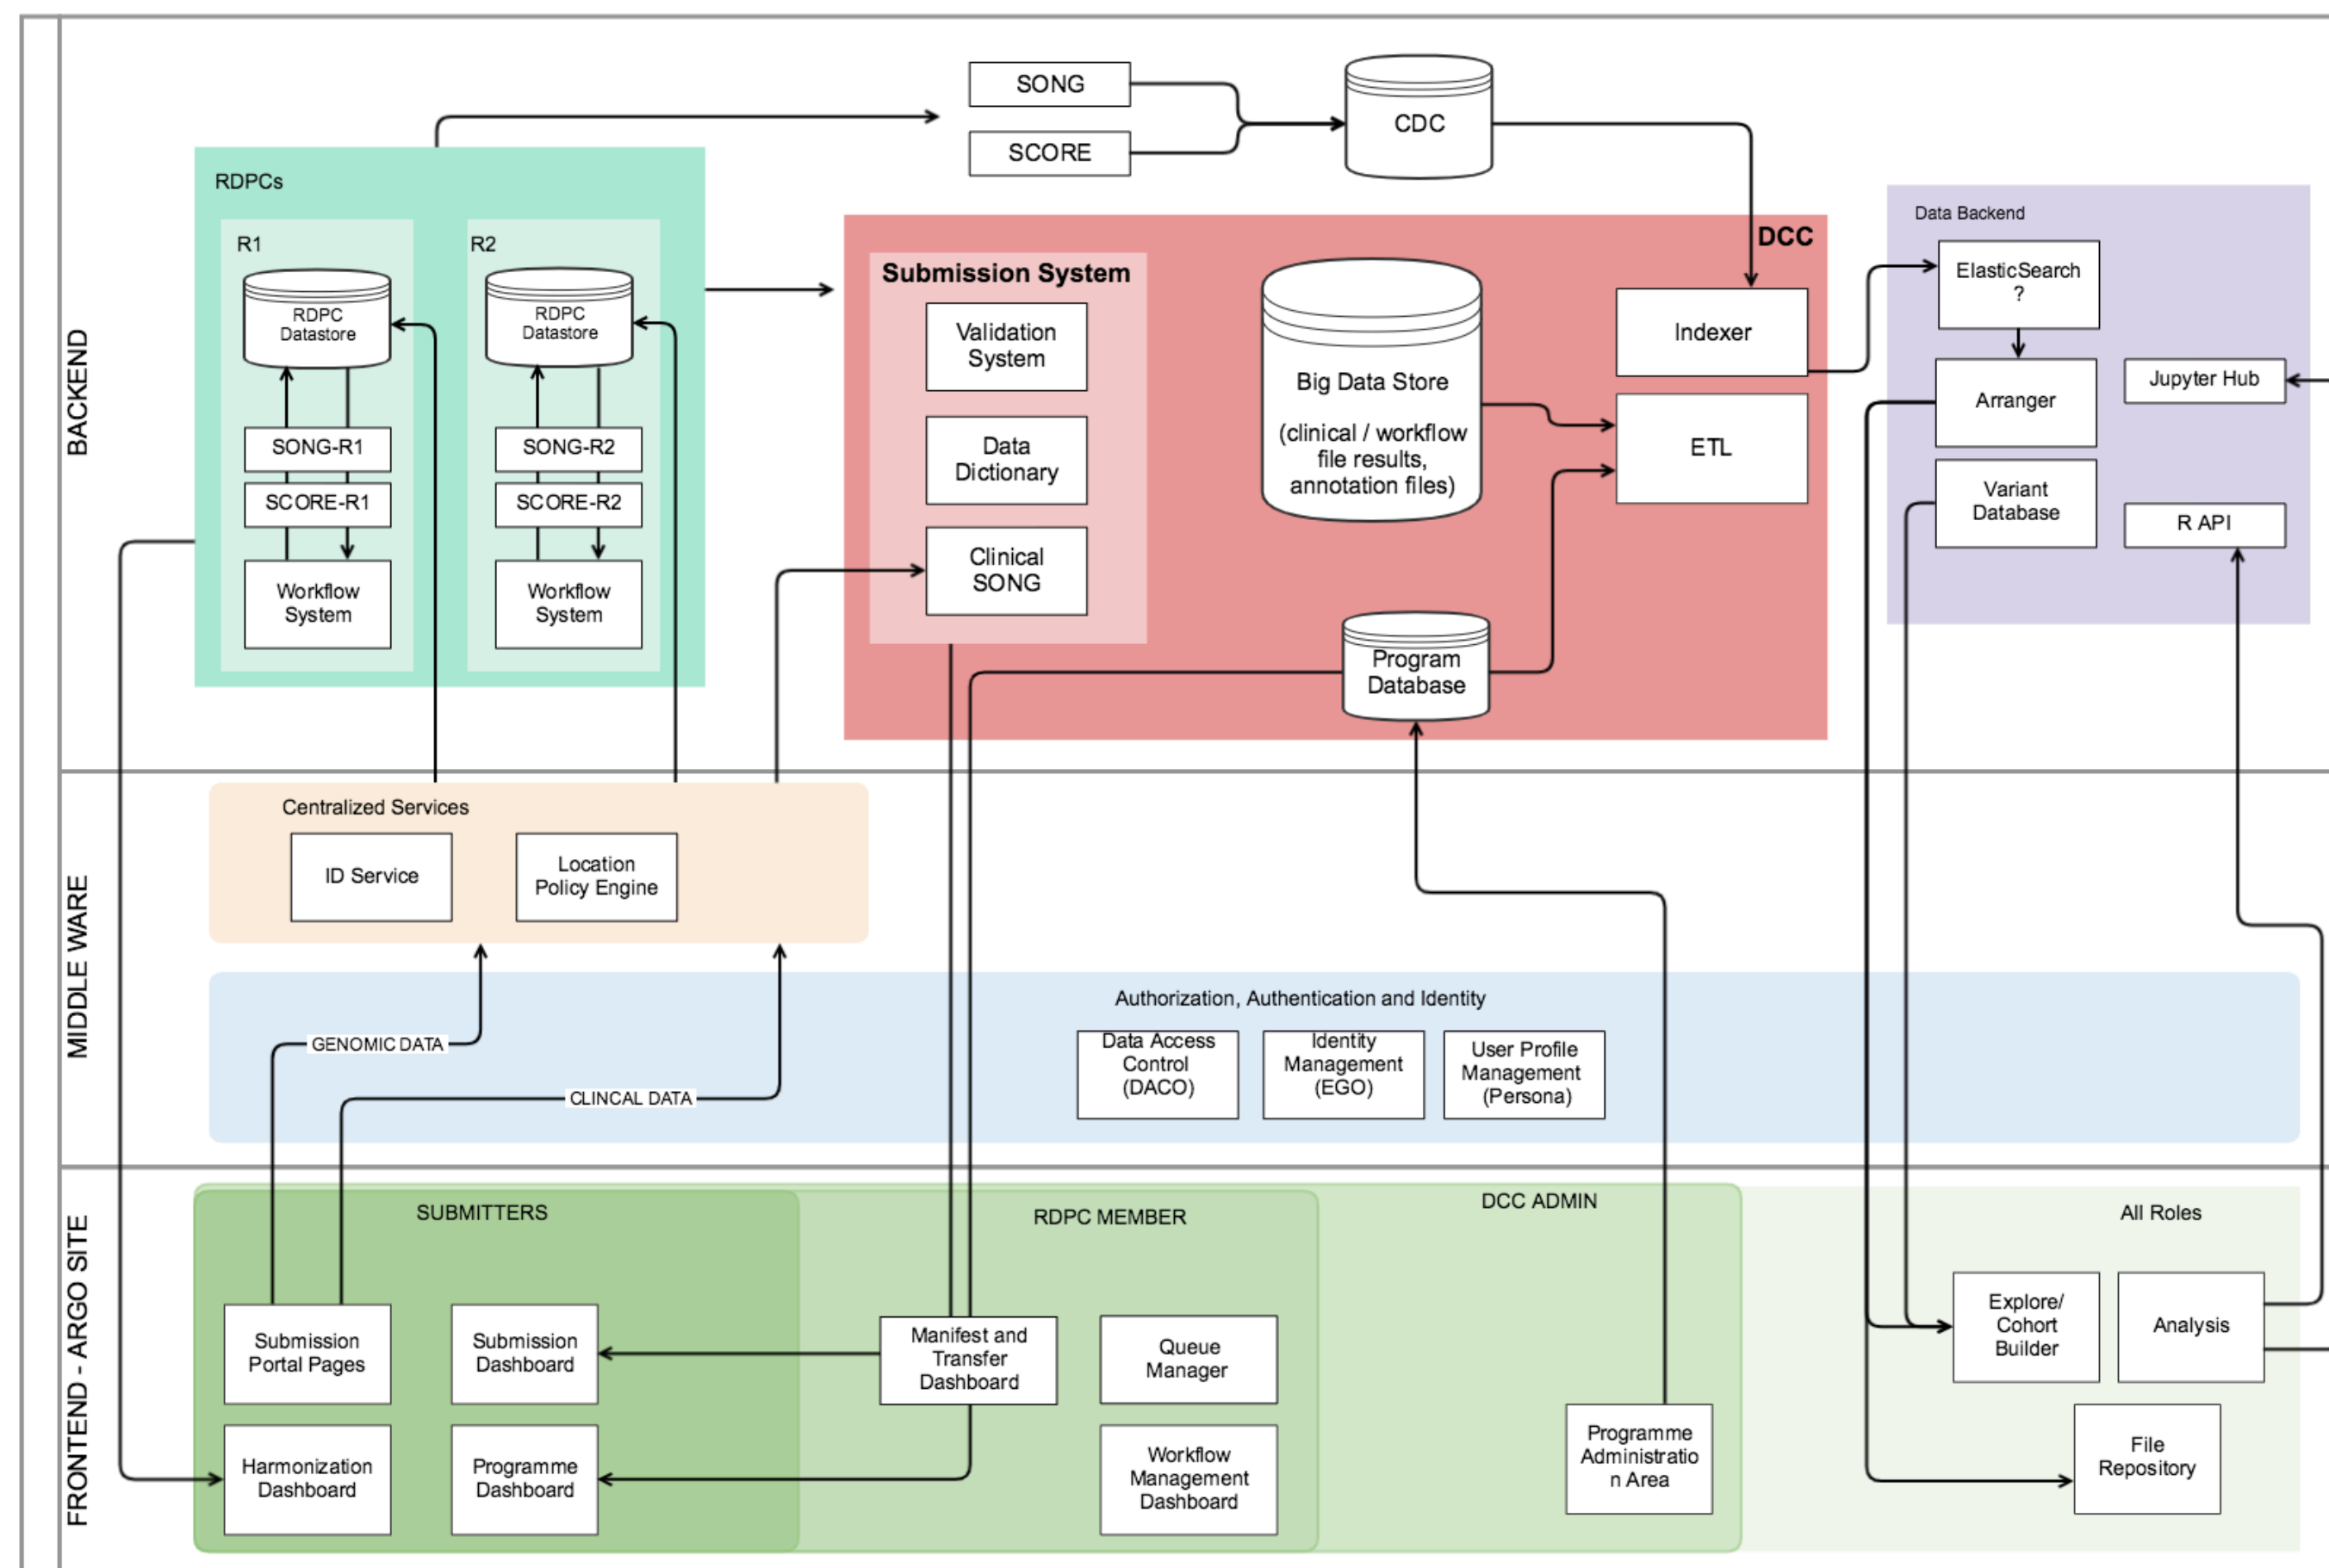 BACKEND
SONG
SCORE
CDC
RDPCs
R1
RDPC
Datastore
SONG-R1
SCORE-R1
Workflow
System
R2
RDPC
Datastore
SONG-R2
SCORE-R2
Workflow
System
DCC
Submission System
Validation
System
Data
Dictionary
Clinical
SONG
Big Data Store
(clinical / workflow
file results,
annotation files)
Indexer
ETL
Program
Database
Data Backend
ElasticSearch
?
Arranger
Variant
Database
Jupyter Hub
R API
MIDDLE WARE
Centralized Services
ID Service
Location
Policy Engine
Authorization, Authentication and Identity
GENOMIC DATA
CLINCAL DATA
Data Access
Control
(DACO)
Identity
Management
(EGO)
User Profile
Management
(Persona)
FRONTEND - ARGO SITE
SUBMITTERS
Submission
Portal Pages
Submission
Dashboard
Harmonization
Dashboard
Programme
Dashboard
RDPC MEMBER
Manifest and
Transfer
Dashboard
Queue
Manager
Workflow
Management
Dashboard
DCC ADMIN
Programme
Administratio
n Area
All Roles
Explore/
Cohort
Builder
Analysis
File
Repository